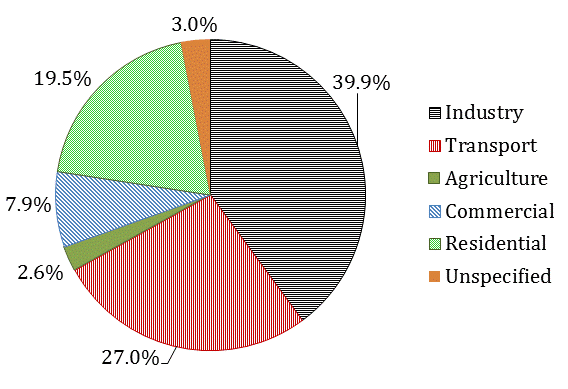 3.0%
39.9%
19.5%
7.9%
2.6%
27.0%
Industry
Transport
Agriculture
Commercial
Residential
Unspecified